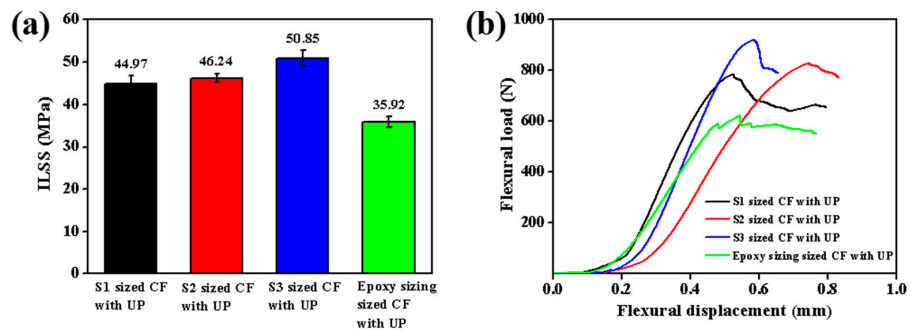 (a)
60
50
40
30
20
10
0
ILSS (MPa)
44.97
46.24
50.85
35.92
S1 sized CF
with UP
S2 sized CF
with UP
S3 sized CF
with UP
Epoxy sizing
sized CF
with UP
(b)
1000
800
600
400
200
0
Flexural load (N)
S1 sized CF with UP
S2 sized CF with UP
S3 sized CF with UP
Epoxy sizing sized CF with UP
0.0 0.2 0.4 0.6 0.8 1.0
Flexural displacement (mm)